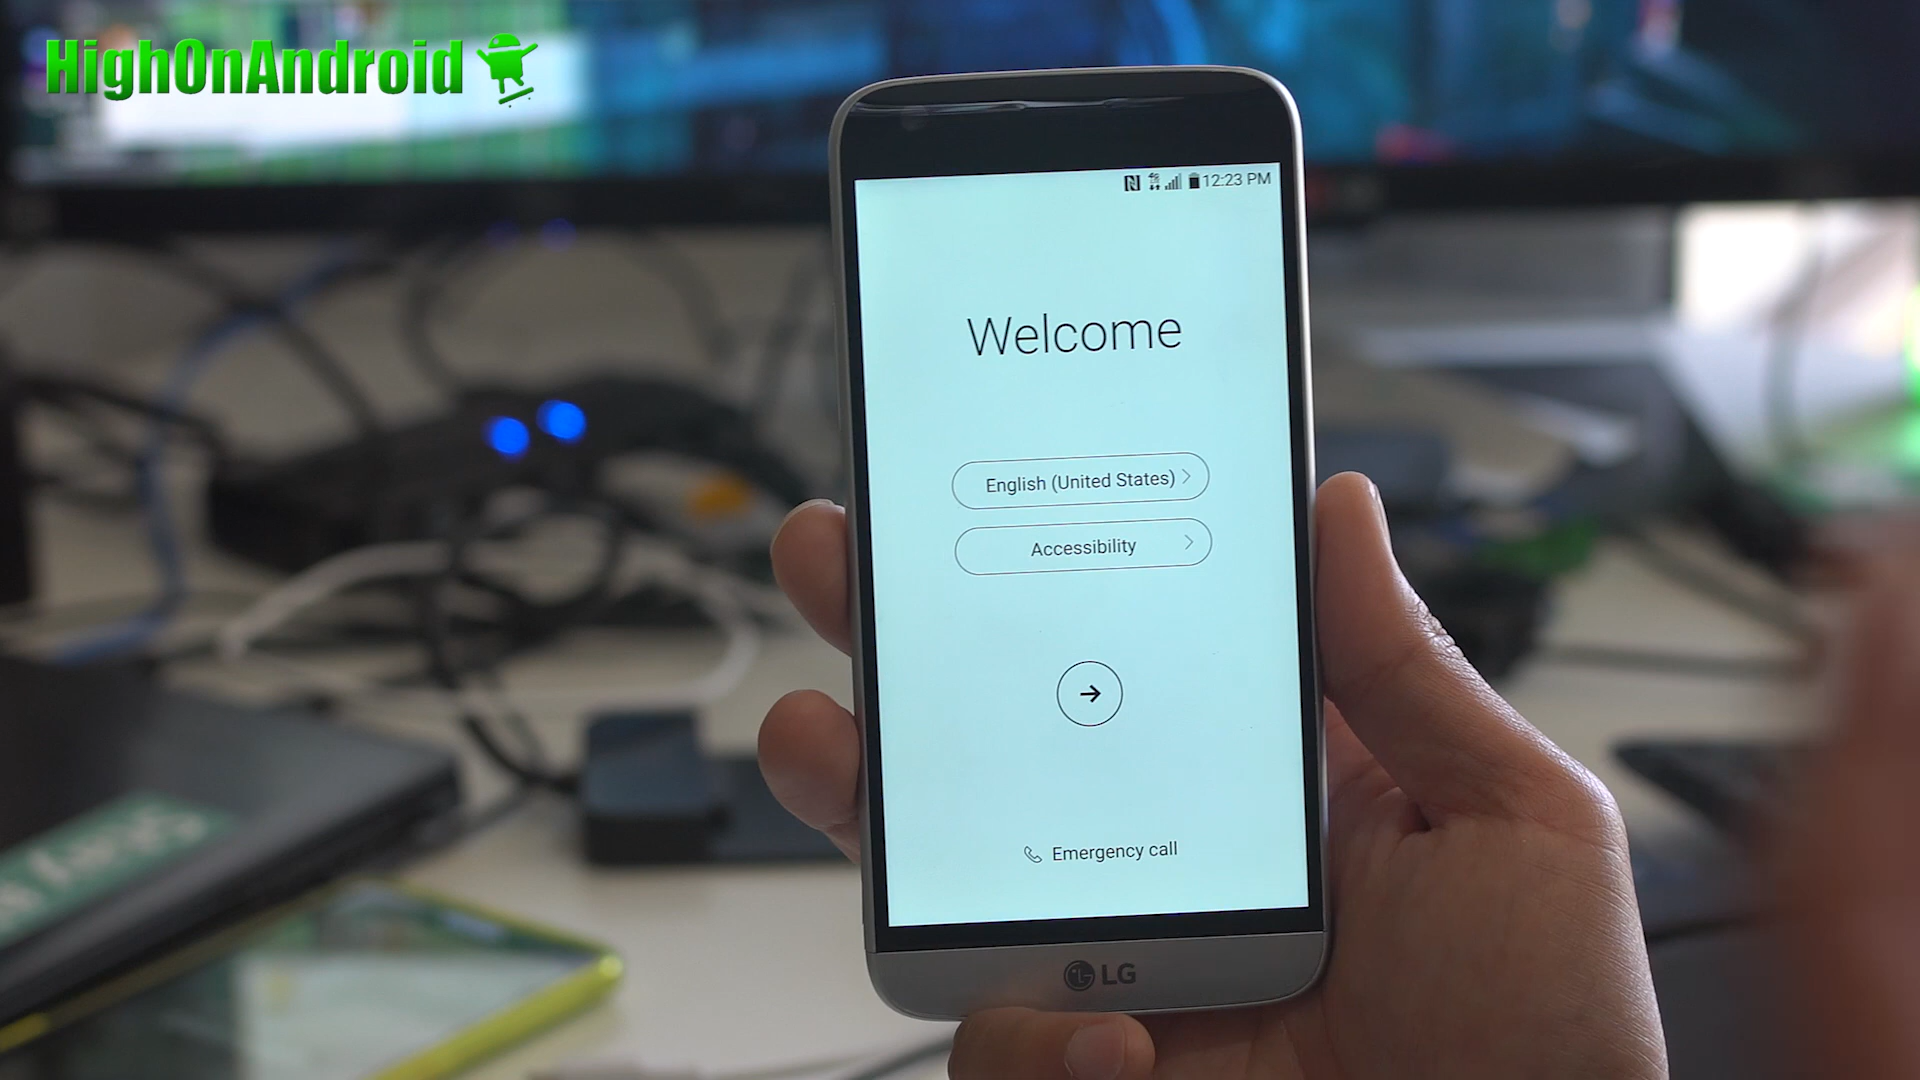 HighOnAndroid
12:23 PM
Welcome
English (United States)
Accessibility
Emergency call
LG